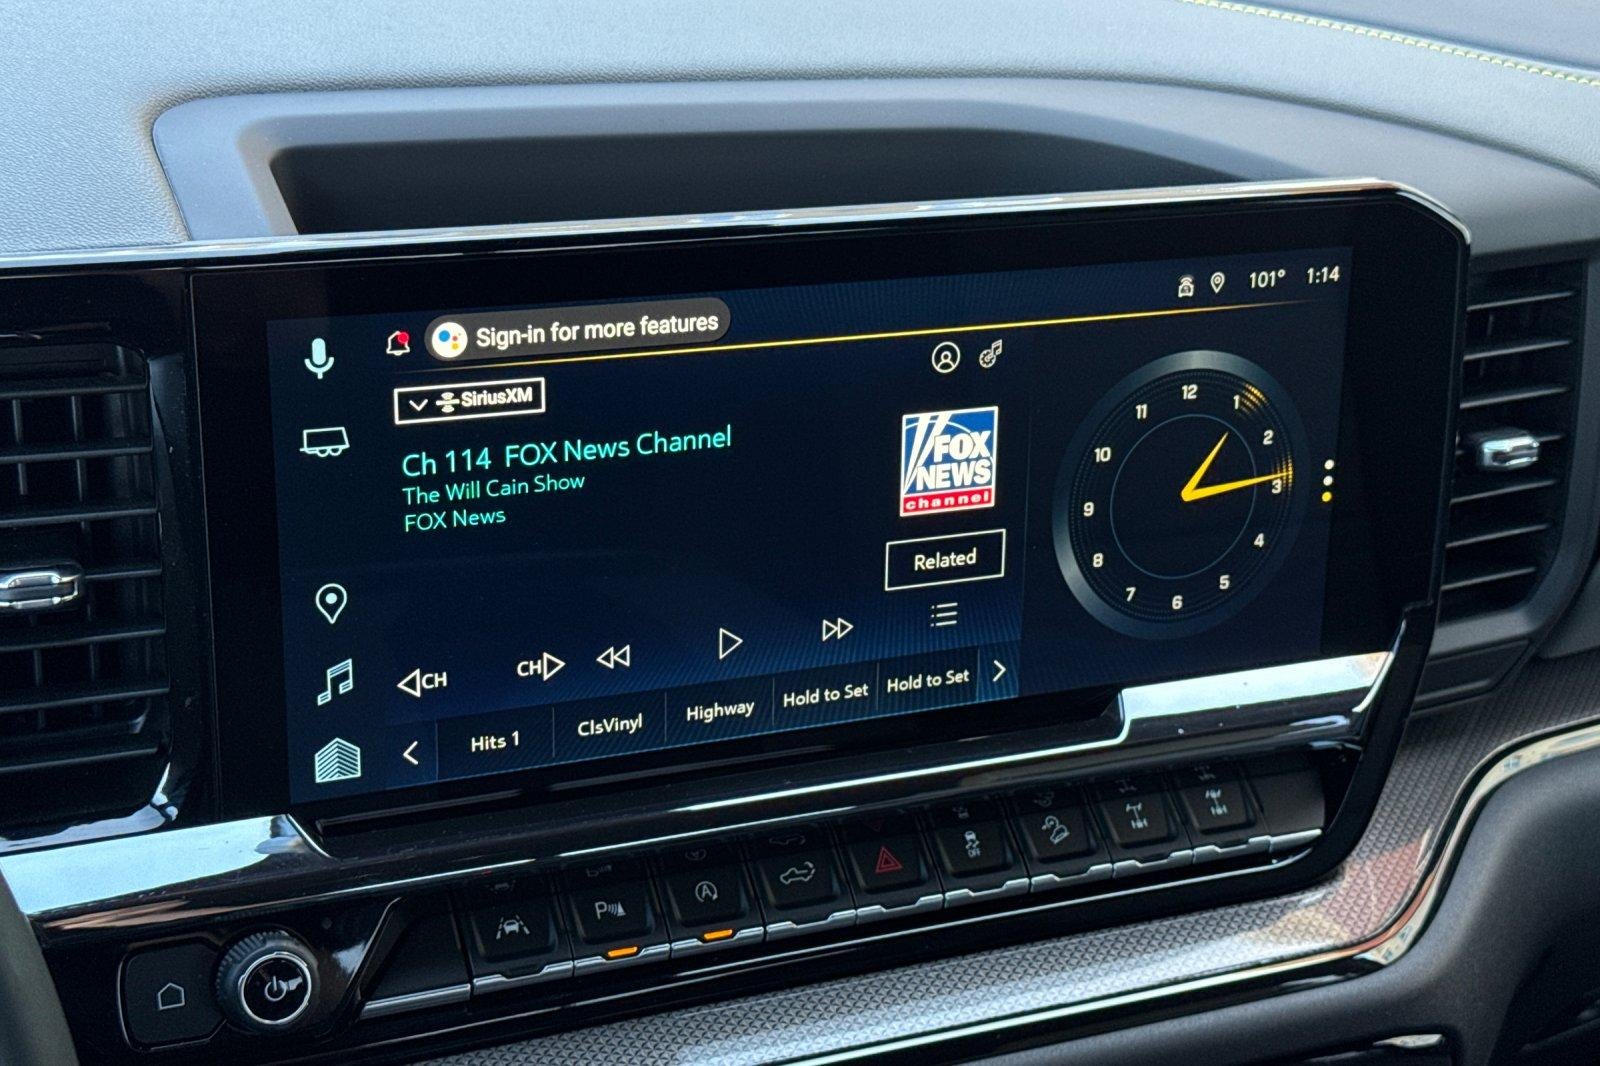 101° 1:14
Sign-in for more features
SiriusXM
Ch 114 FOX News Channel
The Will Cain Show
FOX News
FOX
NEWS
channel
Related
12
1
2
3
4
5
6
7
8
9
10
11
CH
CH
Hits 1
ClsVinyl
Highway
Hold to Set
Hold to Set
P
A
OFF